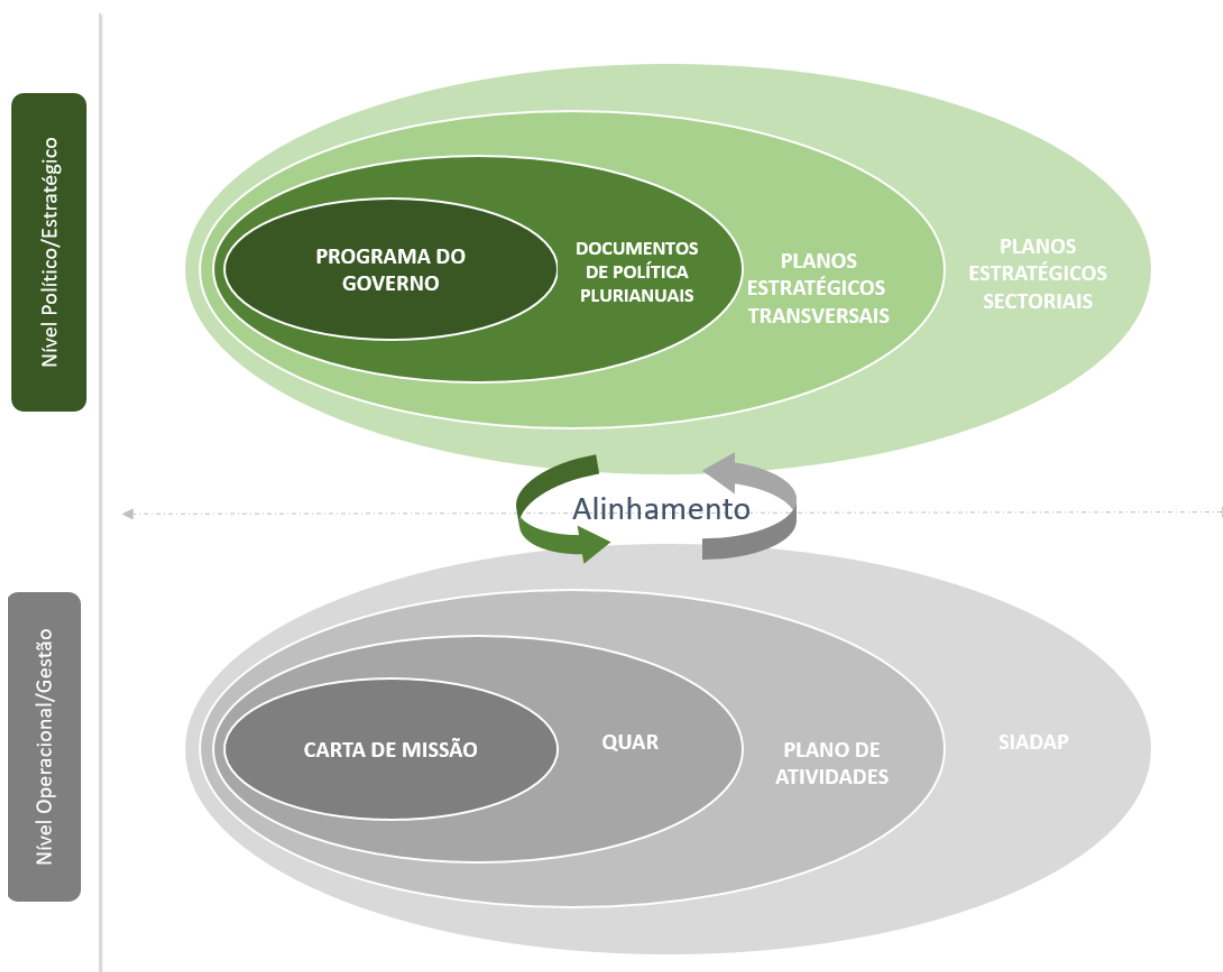 Nível Político/Estratégico
PROGRAMA DO
GOVERNO
DOCUMENTOS
DE POLÍTICA
PLURIANUAIS
PLANOS
ESTRATÉGICOS
TRANSVERSAIS
PLANOS
ESTRATÉGICOS
SECTORIAIS
Alinhamento
Nível Operacional/Gestão
CARTA DE MISSÃO
QUAR
PLANO DE
ATIVIDADES
SIADAP